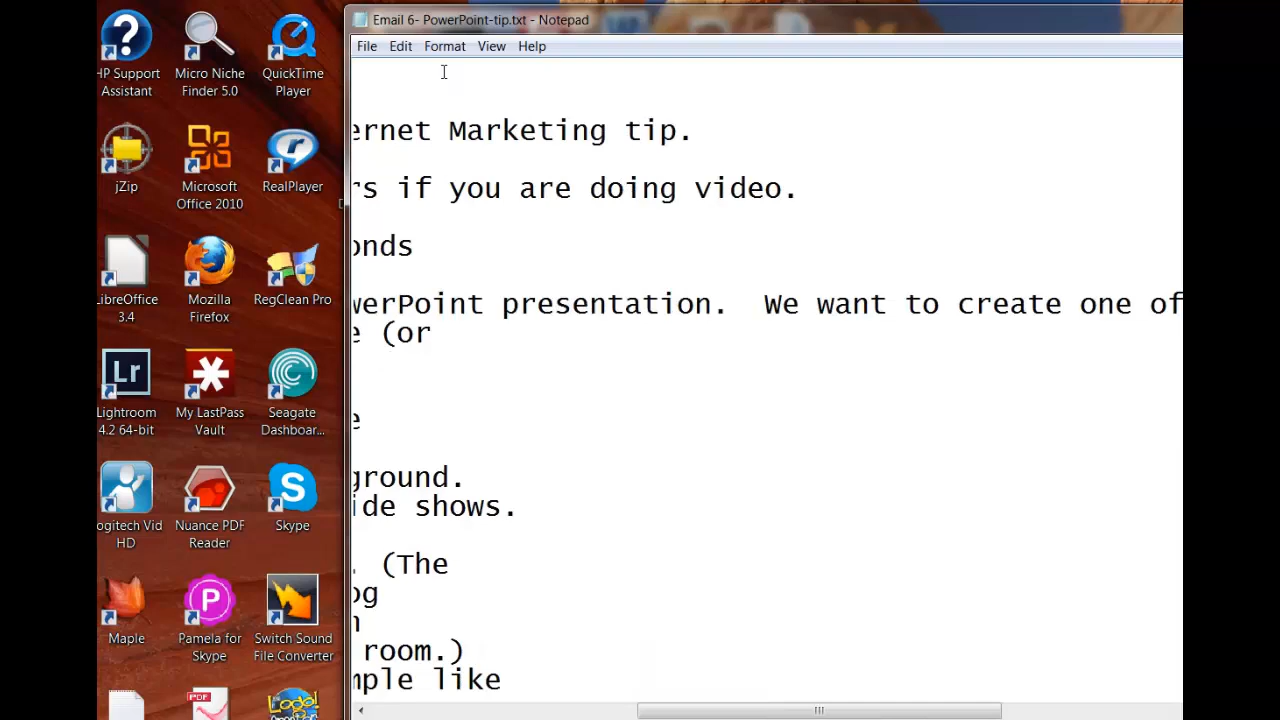 Email 6- PowerPoint-tip.txt - Notepad
File Edit Format View Help
HP Support Assistant
Micro Niche Finder 5.0
QuickTime Player
ernet Marketing tip.
jZip
Microsoft Office 2010
RealPlayer
rs if you are doing video.
onds
LibreOffice 3.4
Mozilla Firefox
RegClean Pro
werPoint presentation. We want to create one of
e (or
Lr
Lightroom 4.2 64-bit
My LastPass Vault
Seagate Dashboar...
e
ground.
ide shows.
S
ogitech Vid HD
Nuance PDF Reader
Skype
. (The
og
n
room.)
mple like
P
Maple
Pamela for Skype
Switch Sound File Converter
PDF
Logo!